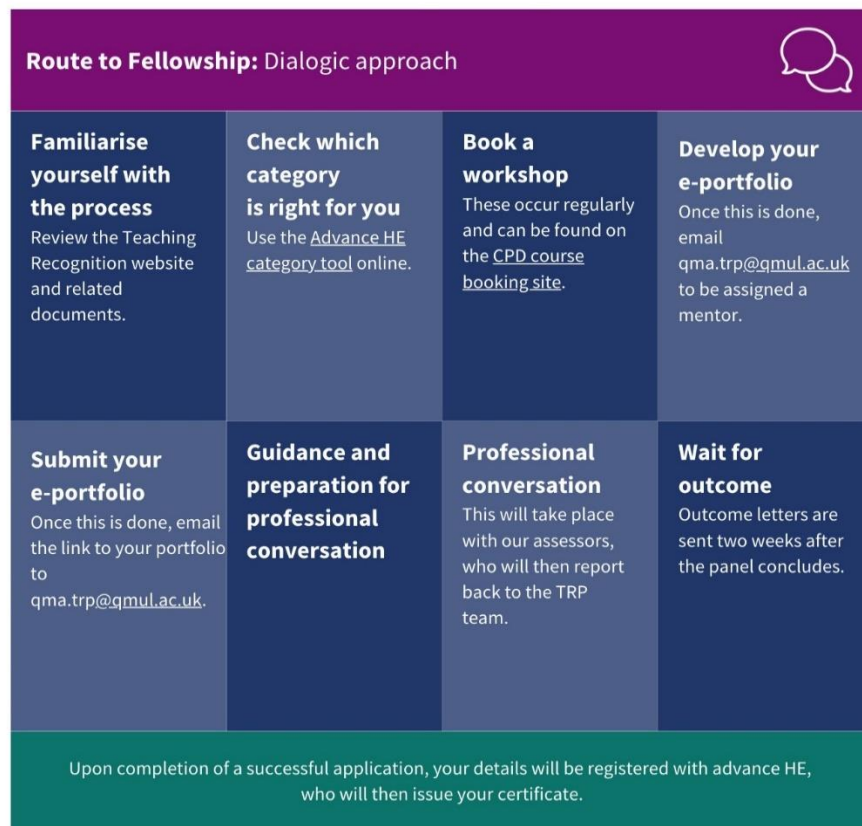 Route to Fellowship: Dialogic approach
Familiarise
yourself with
the process
Review the Teaching
Recognition website
and related
documents.
Check which
category
is right for you
Use the Advance HE
category tool online.
Book a
workshop
These occur regularly
and can be found on
the CPD course
booking site.
Develop your
e-portfolio
Once this is done,
email
qma.trp@qmul.ac.uk
to be assigned a
mentor.
Submit your
e-portfolio
Once this is done, email
the link to your portfolio
to
qma.trp@qmul.ac.uk.
Guidance and
preparation for
professional
conversation
Professional
conversation
This will take place
with our assessors,
who will then report
back to the TRP
team.
Wait for
outcome
Outcome letters are
sent two weeks after
the panel concludes.
Upon completion of a successful application, your details will be registered with advance HE,
who will then issue your certificate.